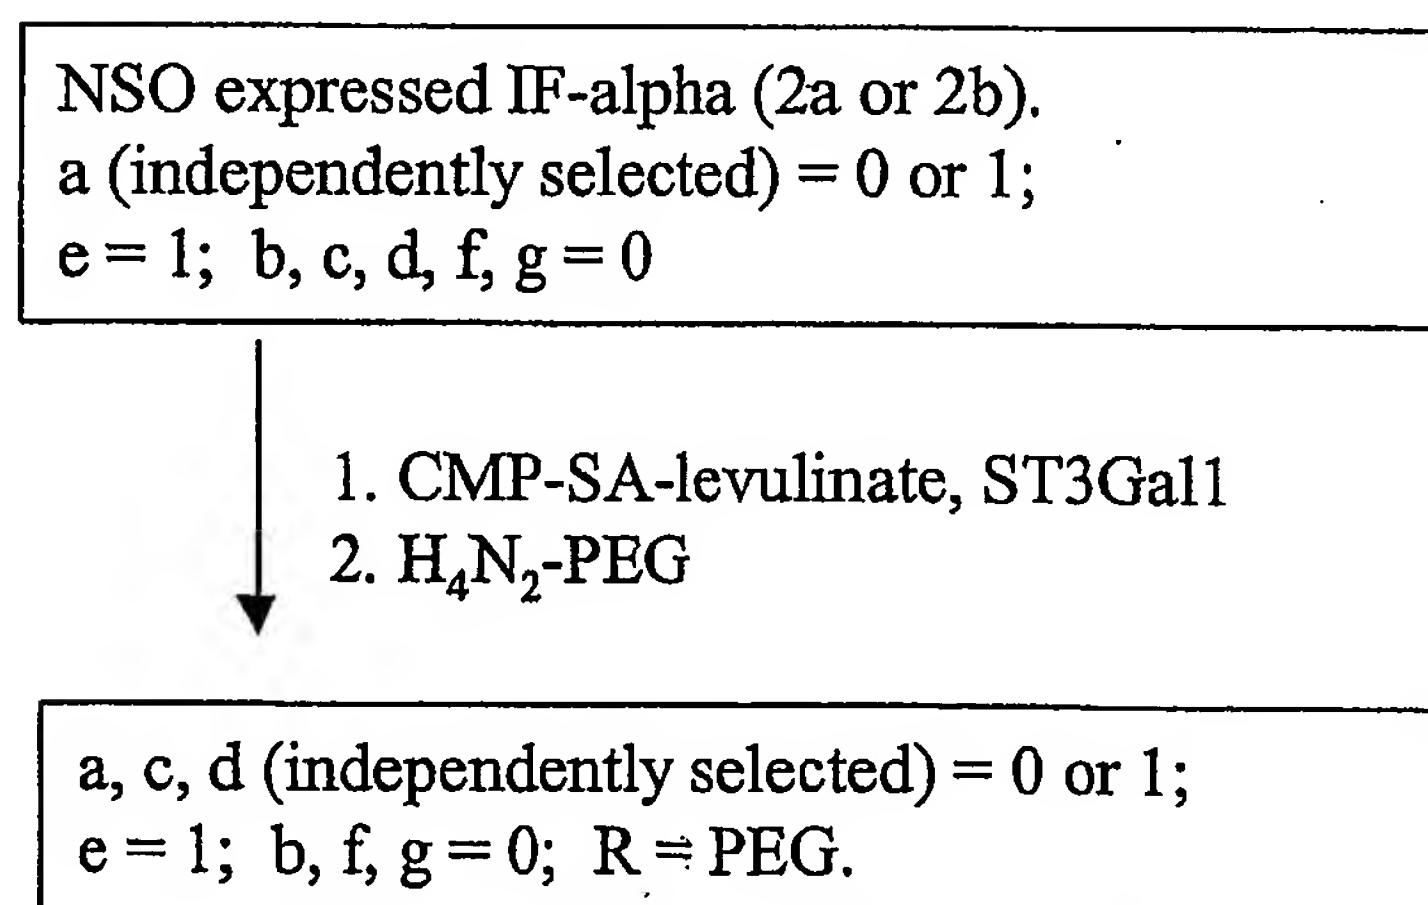 NSO expressed IF-alpha (2a or 2b).
a (independently selected) = 0 or 1;
e = 1; b, c, d, f, g = 0
1. CMP-SA-levulinate, ST3Gal1
2. H₄N₂-PEG
a, c, d (independently selected) = 0 or 1;
e = 1; b, f, g = 0; R = PEG.